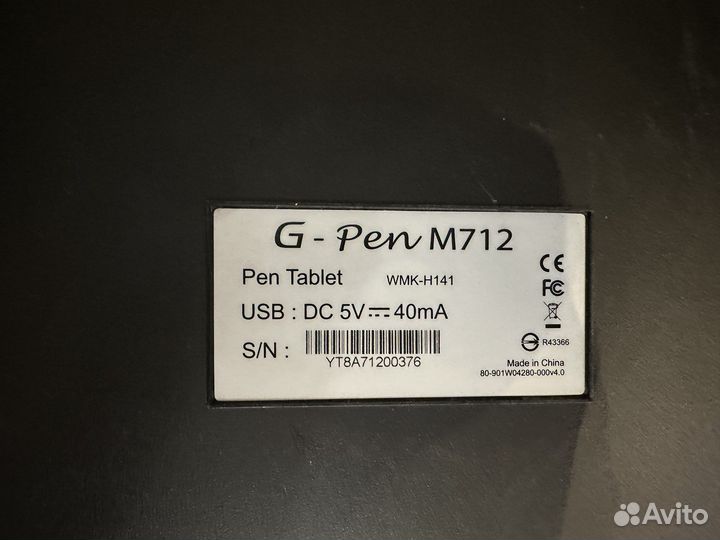 G-Pen M712
Pen Tablet WMK-H141
USB : DC 5V⎓40mA
S/N :
YT8A71200376
CE
FC
R43366
Made in China
80-901W04280-000v4.0
Avito